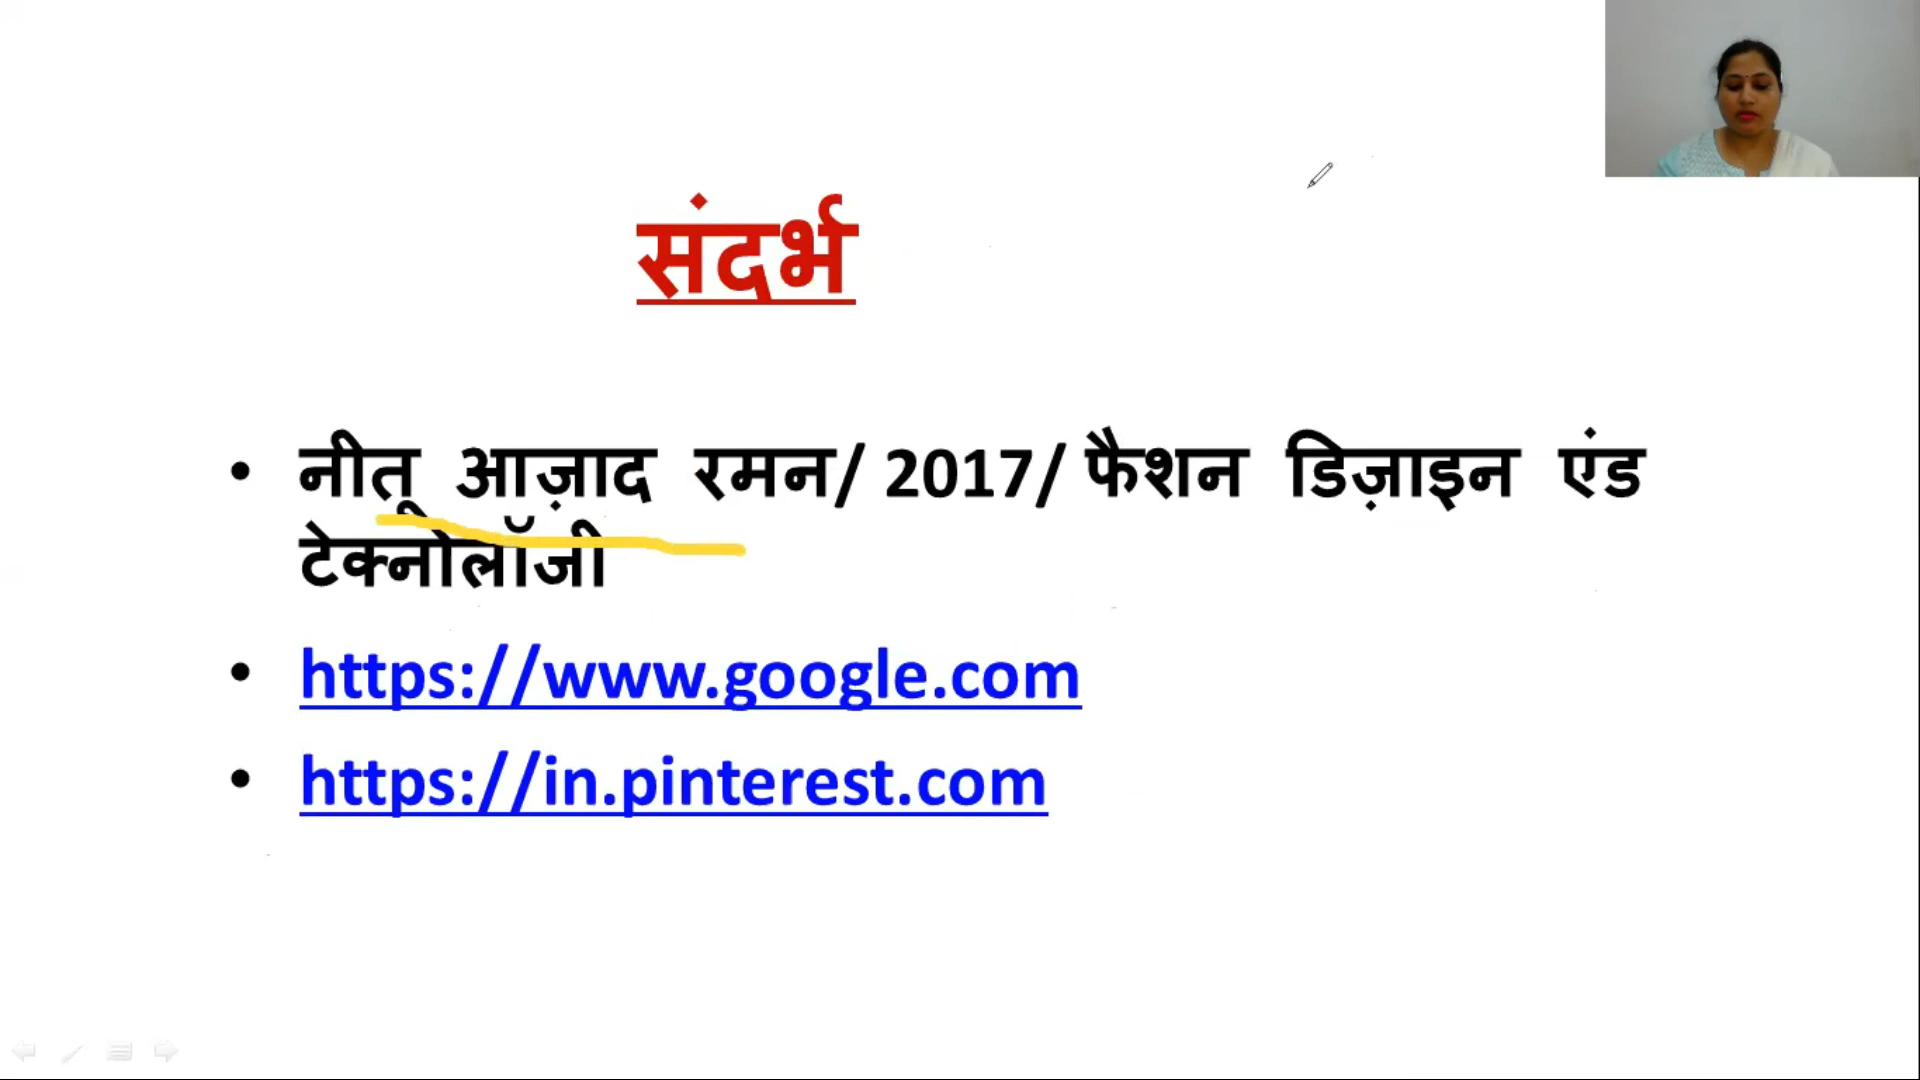 संदर्भ
• नीतू आज़ाद रमन/ 2017/ फैशन डिज़ाइन एंड
टेक्नोलॉजी
• https://www.google.com
• https://in.pinterest.com